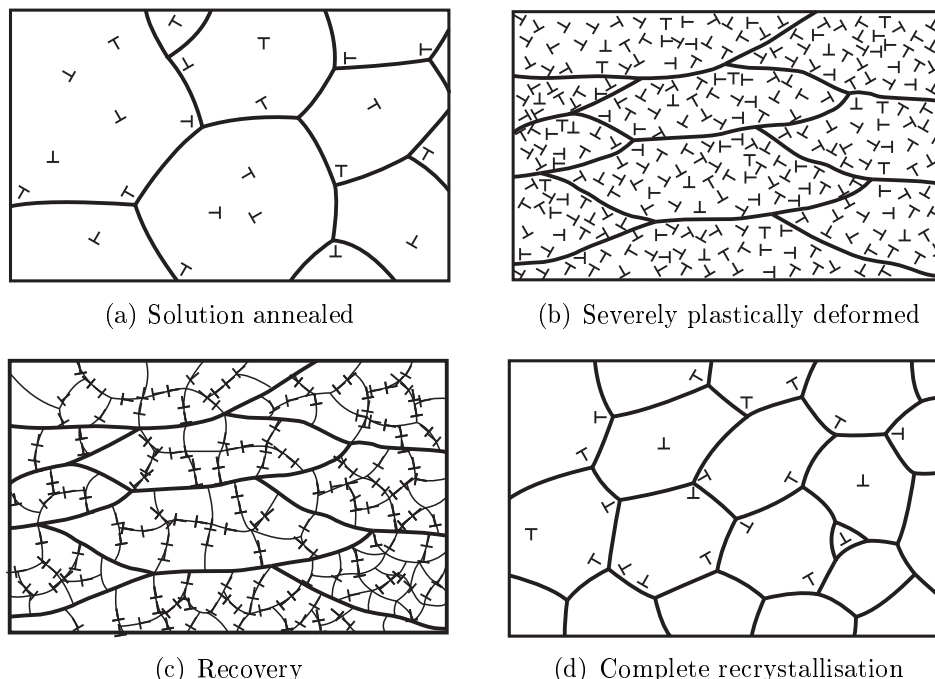 (a) Solution annealed
(b) Severely plastically deformed
(c) Recovery
(d) Complete recrystallisation